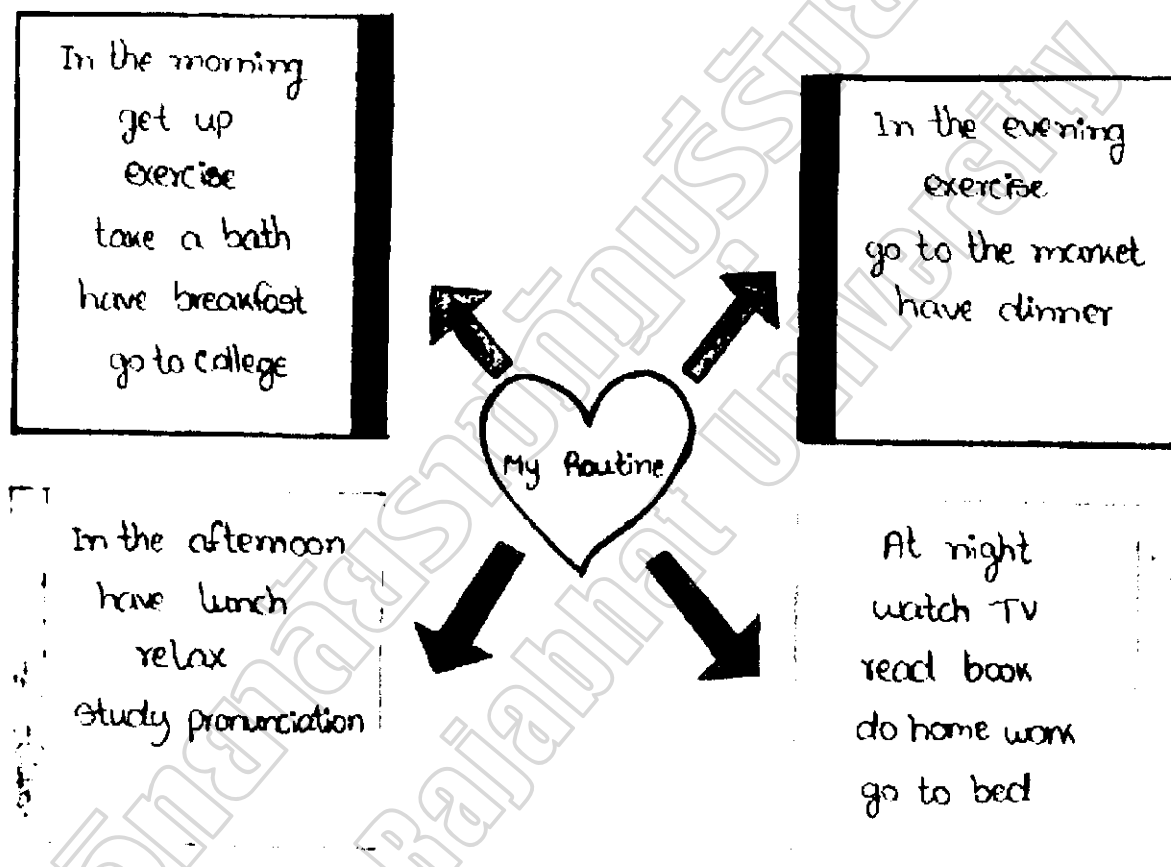 In the morning
get up
exercise
take a bath
have breakfast
go to college
In the evening
exercise
go to the market
have dinner
My Routine
In the afternoon
have lunch
relax
study pronunciation
At night
watch TV
read book
do home work
go to bed
Rajabhat University